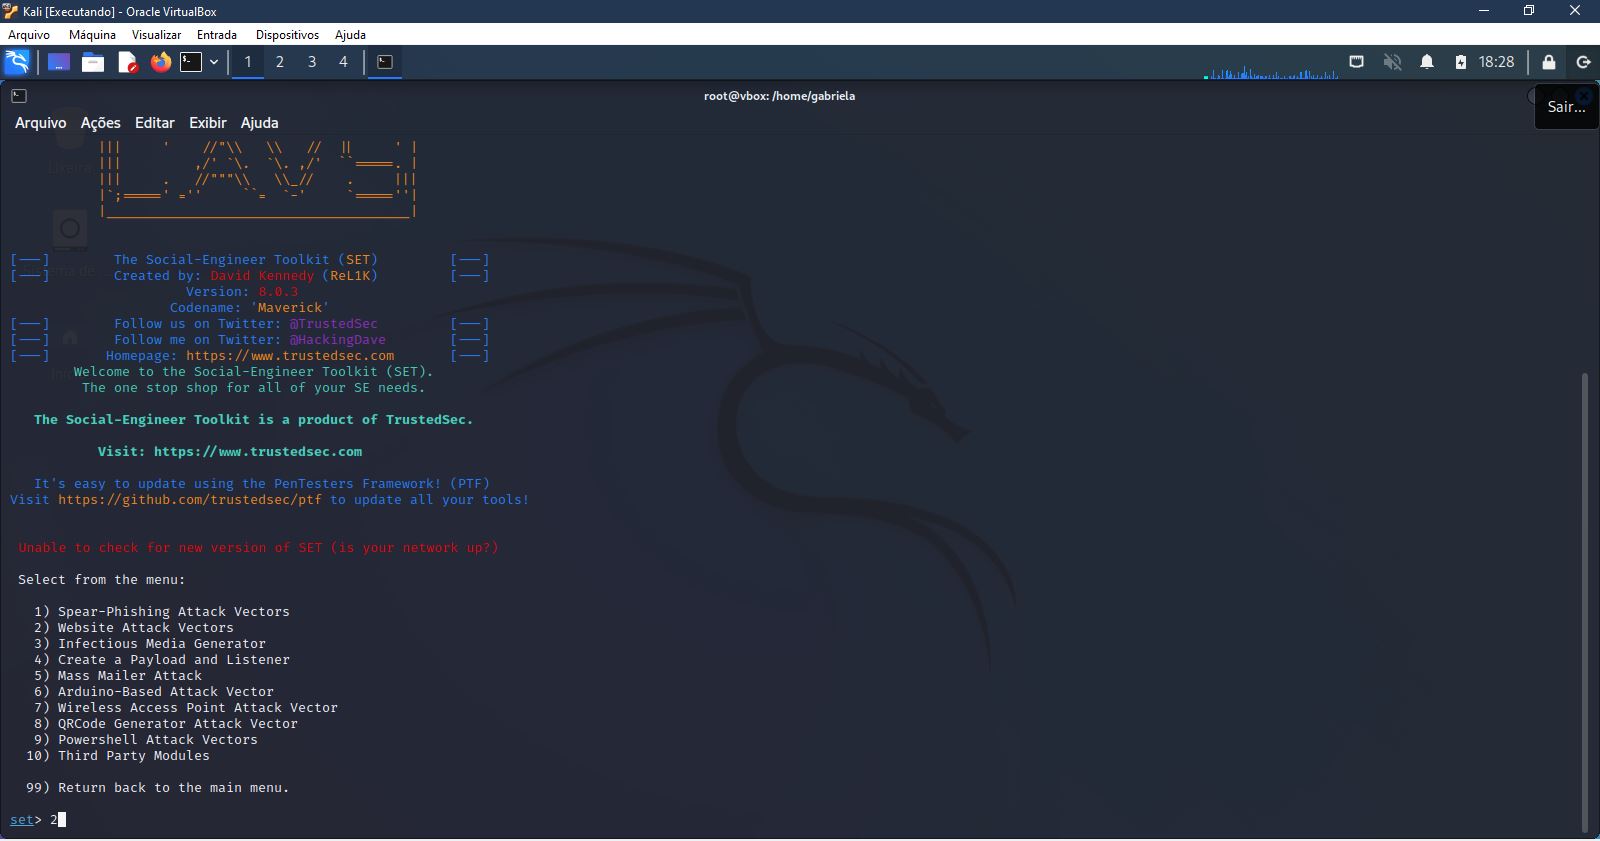 Kali [Executando] - Oracle VirtualBox
Arquivo Máquina Visualizar Entrada Dispositivos Ajuda
1 2 3 4 18:28
root@vbox: /home/gabriela
Sair...
Arquivo Ações Editar Exibir Ajuda
Lixeira
[---] The Social-Engineer Toolkit (SET) [---]
Sistema de
[---] Created by: David Kennedy (ReL1K) [---]
Version: 8.0.3
Codename: 'Maverick'
[---] Follow us on Twitter: @TrustedSec [---]
[---] Follow me on Twitter: @HackingDave [---]
[---] Homepage: https://www.trustedsec.com [---]
Welcome to the Social-Engineer Toolkit (SET).
The one stop shop for all of your SE needs.
The Social-Engineer Toolkit is a product of TrustedSec.
Visit: https://www.trustedsec.com
It's easy to update using the PenTesters Framework! (PTF)
Visit https://github.com/trustedsec/ptf to update all your tools!
Unable to check for new version of SET (is your network up?)
Select from the menu:
1) Spear-Phishing Attack Vectors
2) Website Attack Vectors
3) Infectious Media Generator
4) Create a Payload and Listener
5) Mass Mailer Attack
6) Arduino-Based Attack Vector
7) Wireless Access Point Attack Vector
8) QRCode Generator Attack Vector
9) Powershell Attack Vectors
10) Third Party Modules
99) Return back to the main menu.
set> 2